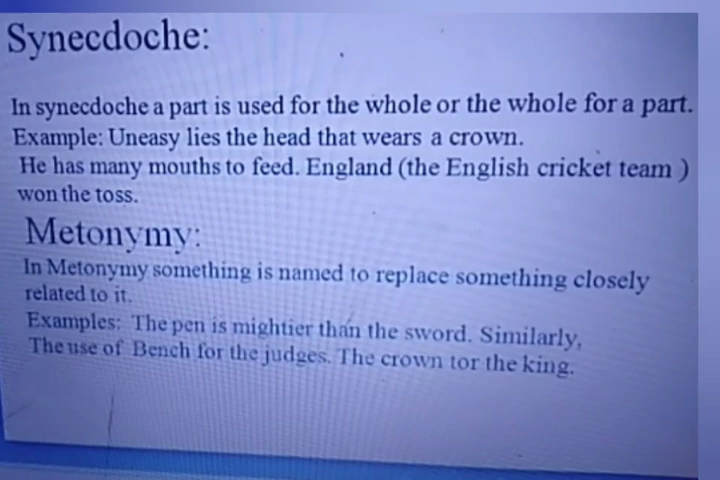 Synecdoche:
In synecdoche a part is used for the whole or the whole for a part.
Example: Uneasy lies the head that wears a crown.
He has many mouths to feed. England (the English cricket team )
won the toss.
Metonymy:
In Metonymy something is named to replace something closely
related to it.
Examples: The pen is mightier than the sword. Similarly,
The use of Bench for the judges. The crown tor the king.